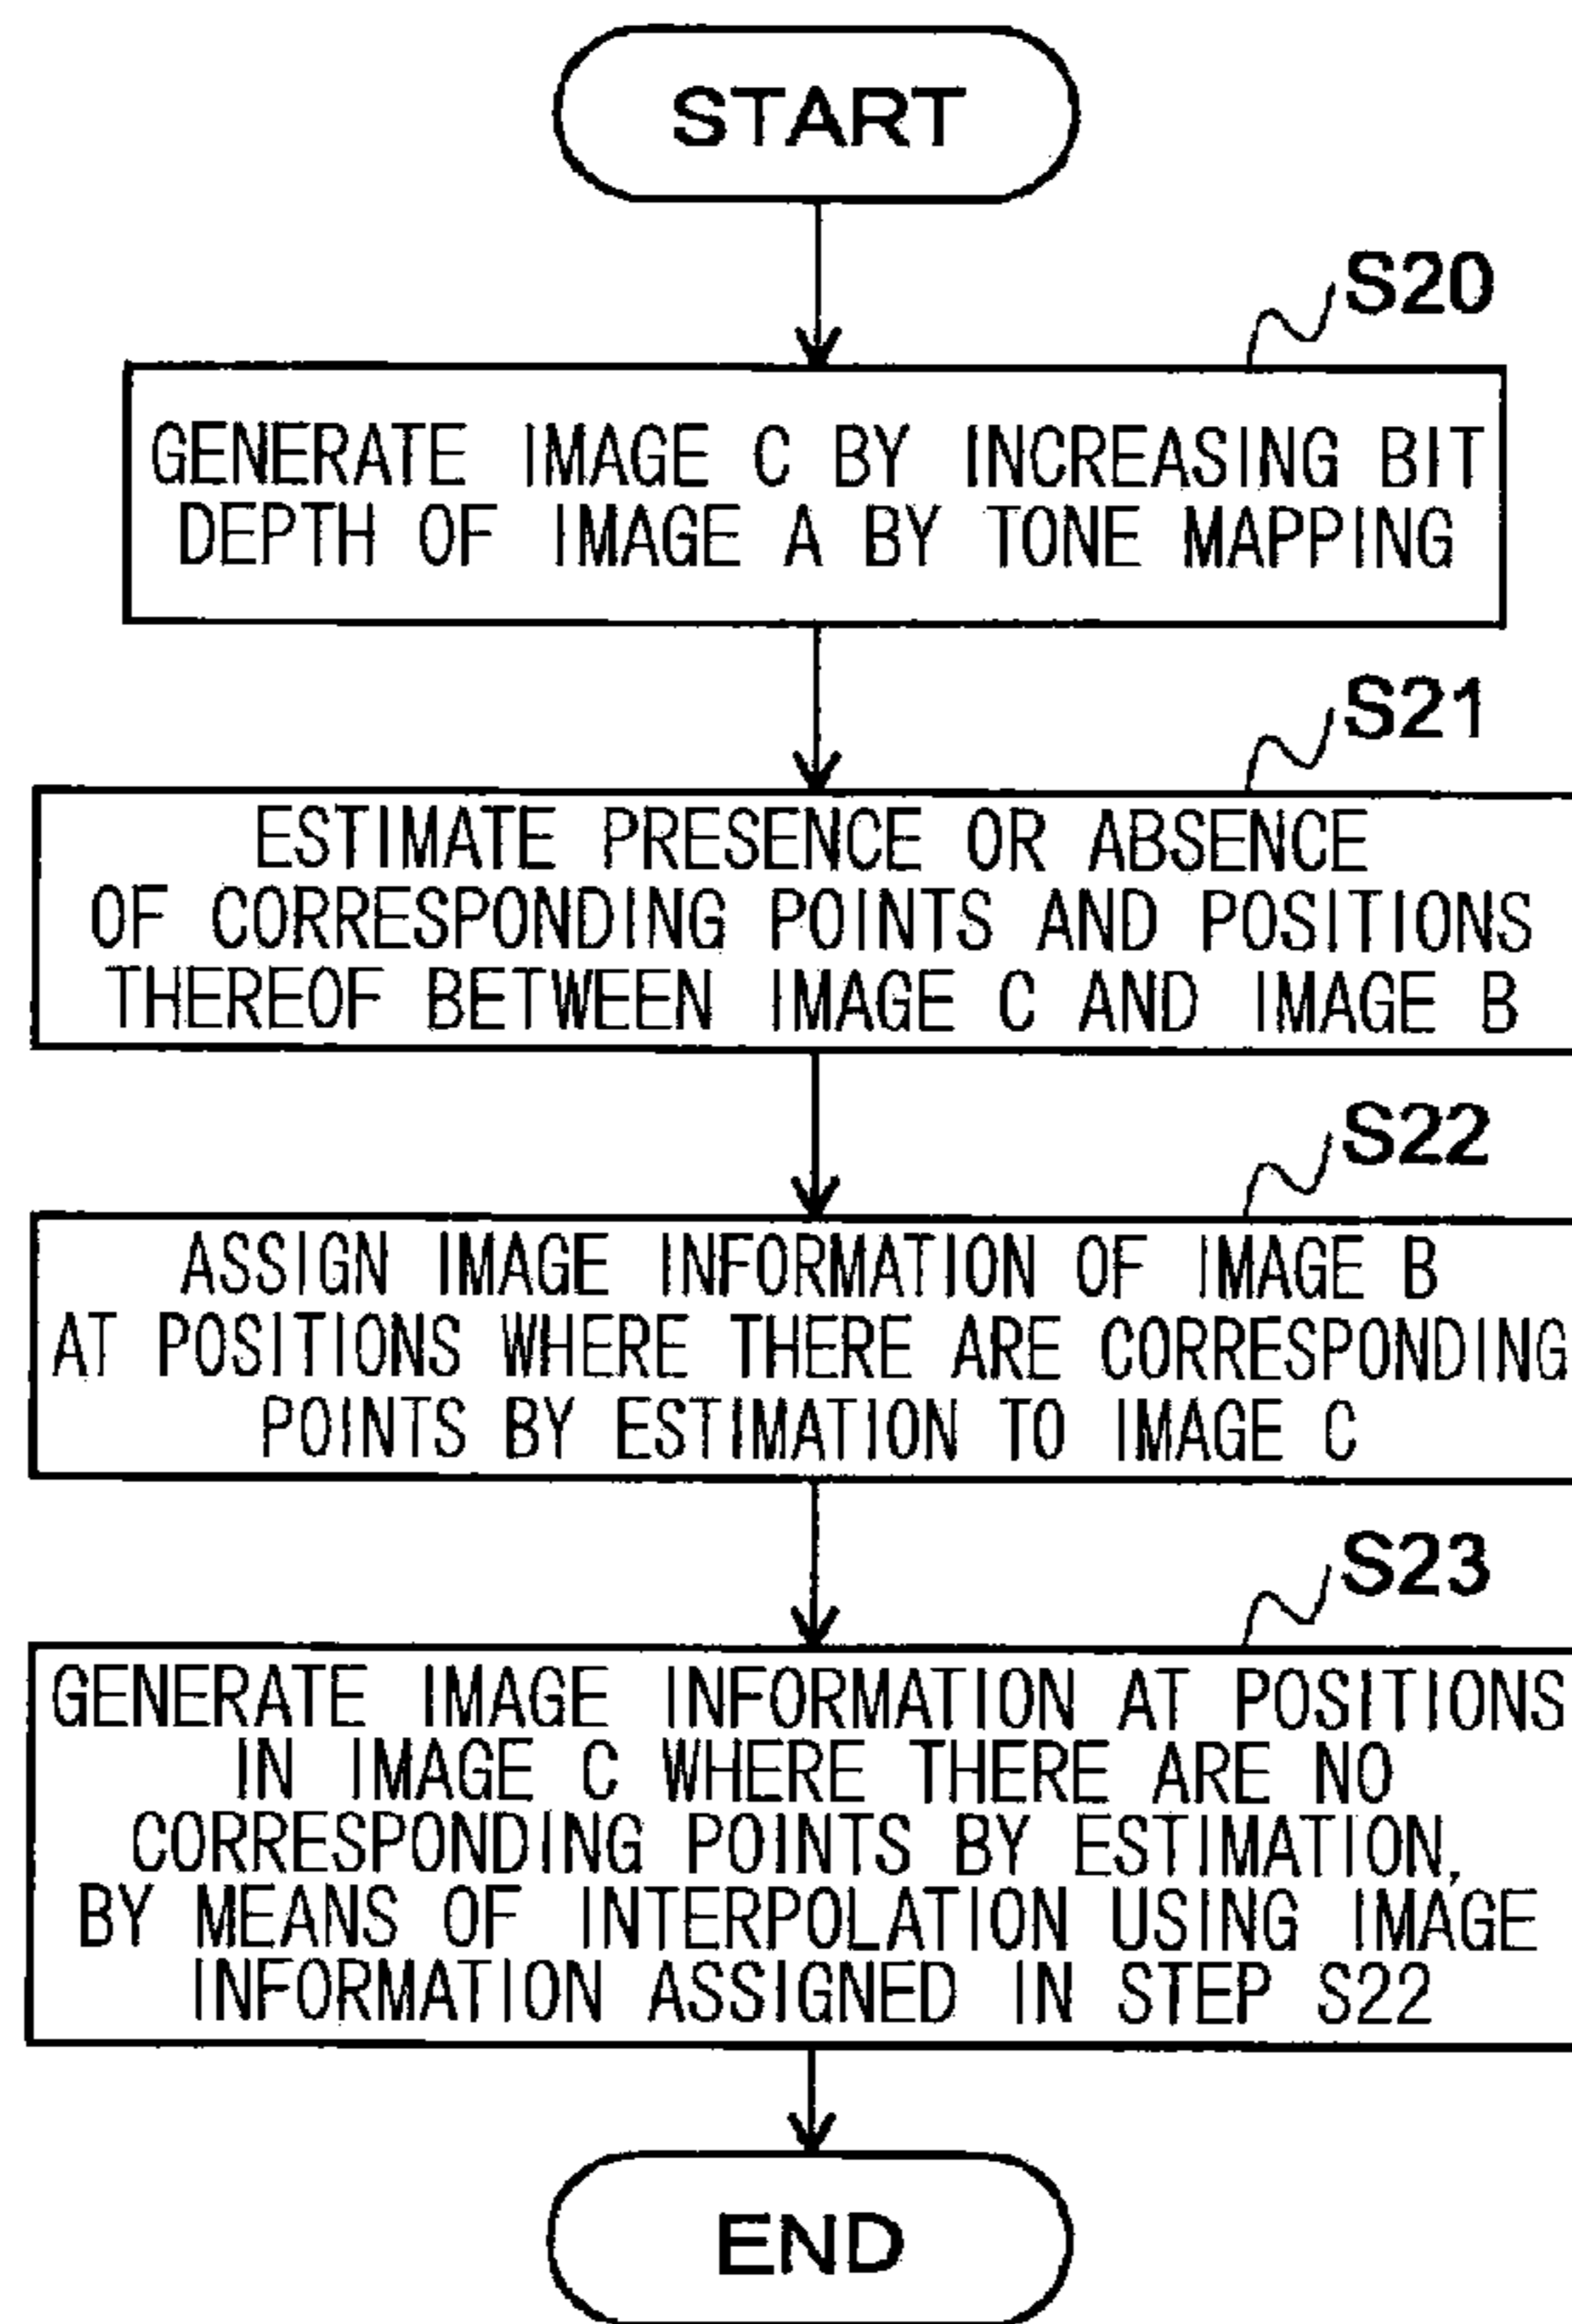 START
S20
GENERATE IMAGE C BY INCREASING BIT
DEPTH OF IMAGE A BY TONE MAPPING
S21
ESTIMATE PRESENCE OR ABSENCE
OF CORRESPONDING POINTS AND POSITIONS
THEREOF BETWEEN IMAGE C AND IMAGE B
S22
ASSIGN IMAGE INFORMATION OF IMAGE B
AT POSITIONS WHERE THERE ARE CORRESPONDING
POINTS BY ESTIMATION TO IMAGE C
S23
GENERATE IMAGE INFORMATION AT POSITIONS
IN IMAGE C WHERE THERE ARE NO
CORRESPONDING POINTS BY ESTIMATION,
BY MEANS OF INTERPOLATION USING IMAGE
INFORMATION ASSIGNED IN STEP S22
END